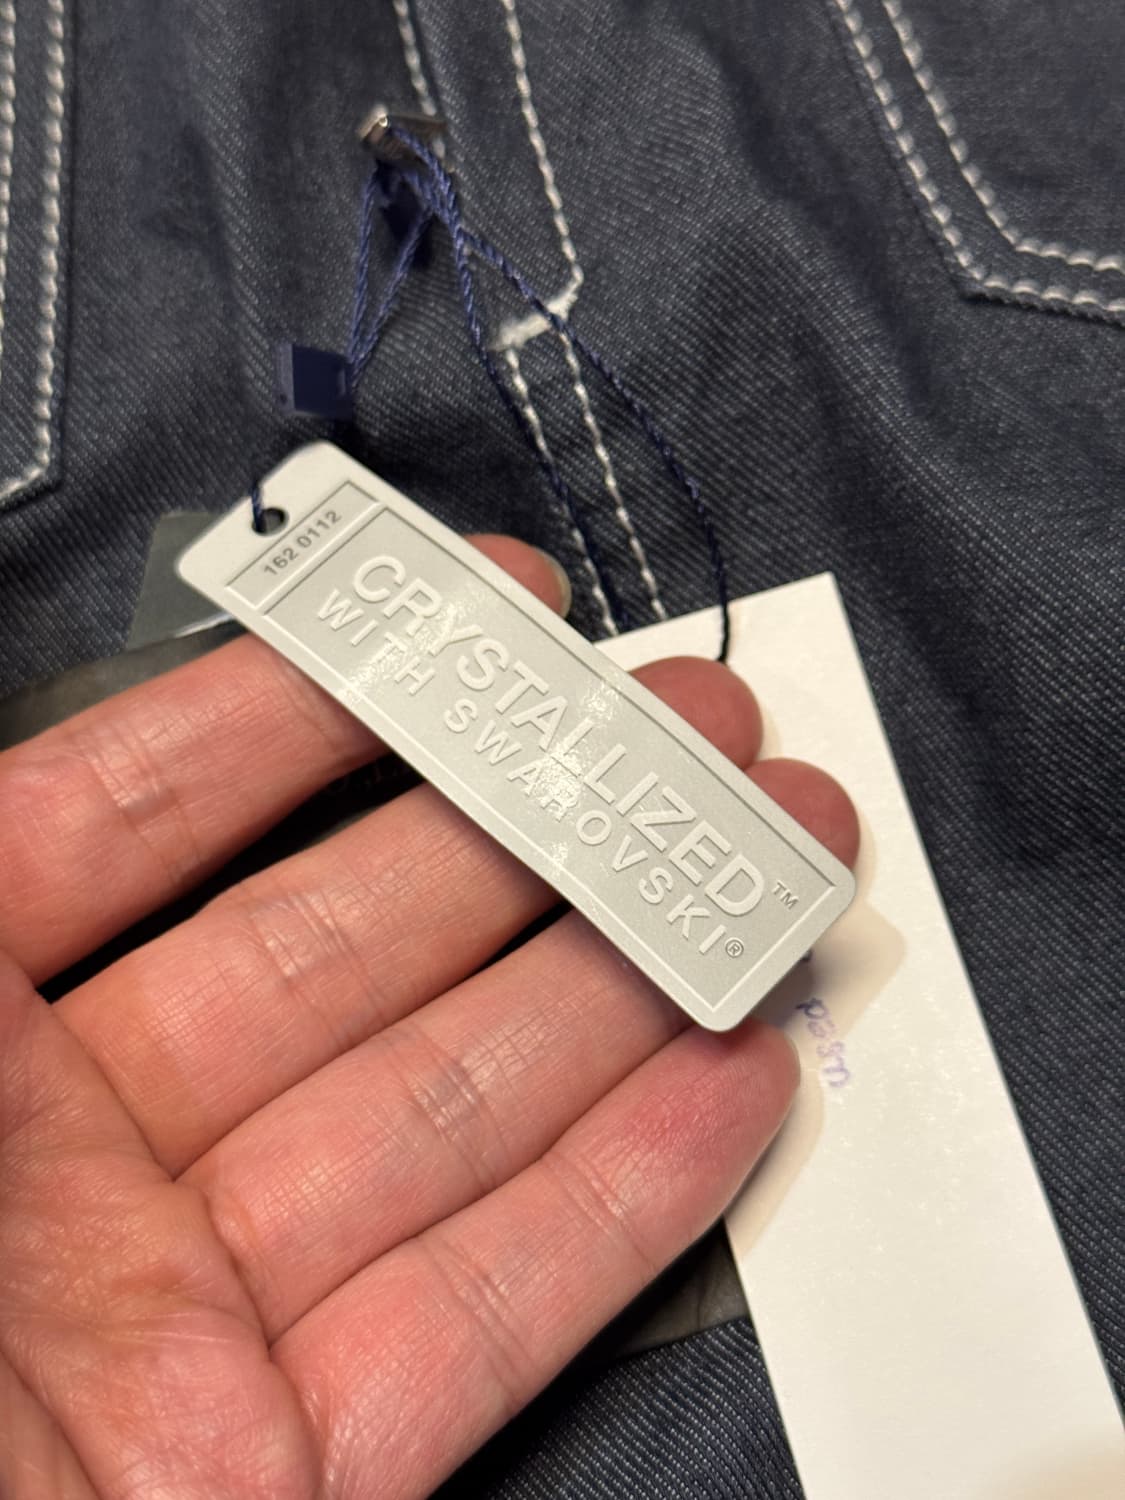 162 0112
CRYSTALLIZED™
WITH SWAROVSKI®